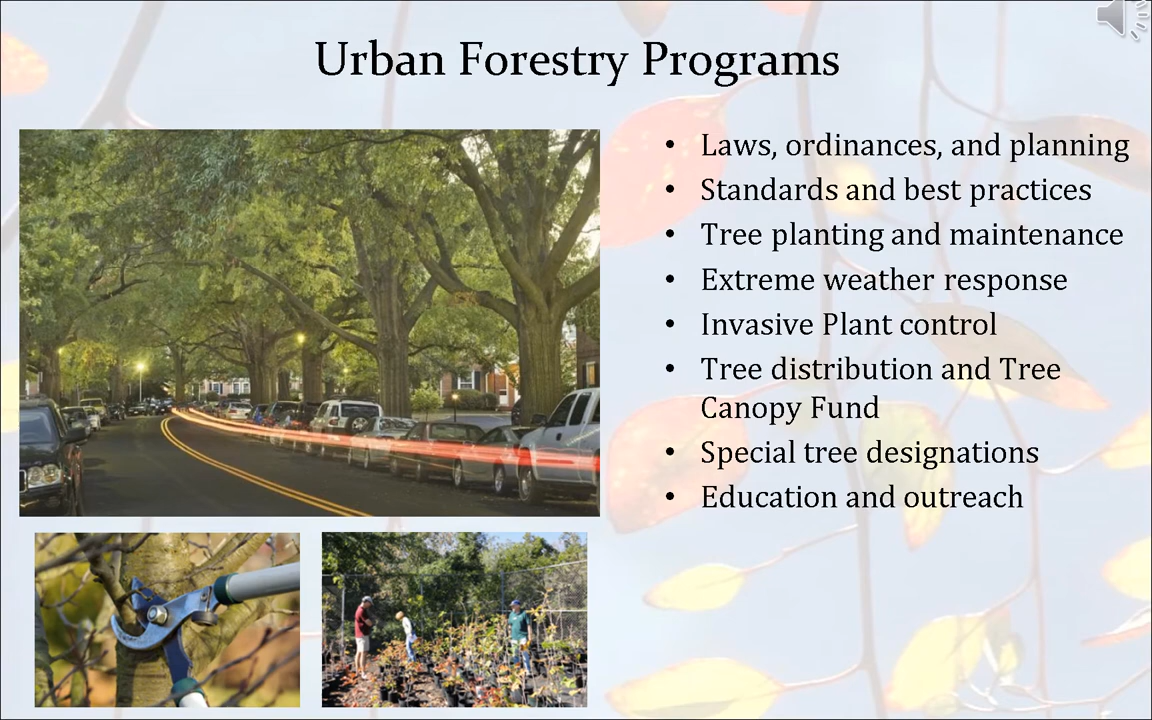 Urban Forestry Programs
• Laws, ordinances, and planning
• Standards and best practices
• Tree planting and maintenance
• Extreme weather response
• Invasive Plant control
• Tree distribution and Tree
Canopy Fund
• Special tree designations
• Education and outreach